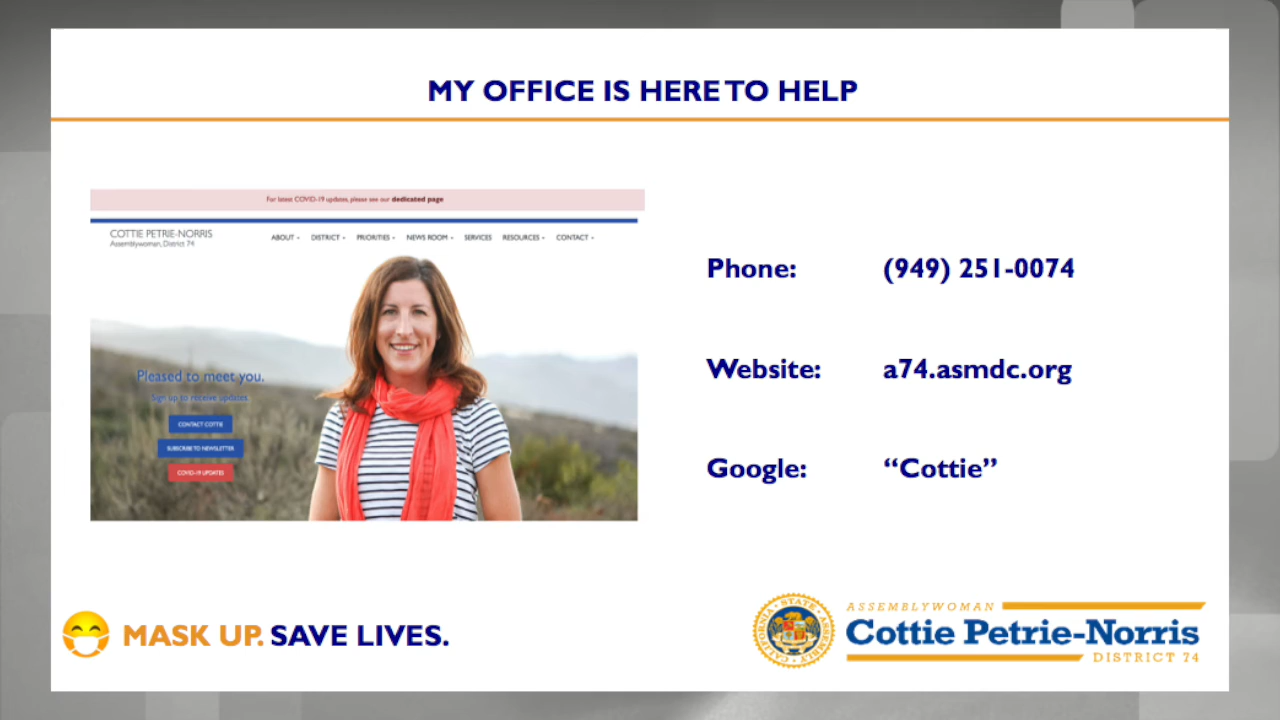 MY OFFICE IS HERE TO HELP
For latest COVID-19 updates, please see our dedicated page
COTTIE PETRIE-NORRIS
Assemblywoman, District 74
ABOUT DISTRICT PRIORITIES NEWS ROOM SERVICES RESOURCES CONTACT
Pleased to meet you.
Sign up to receive updates
CONTACT COTTIE
SUBSCRIBE TO NEWSLETTER
COVID-19 UPDATES
Phone: (949) 251-0074
Website: a74.asmdc.org
Google: “Cottie”
MASK UP. SAVE LIVES.
CALIFORNIA STATE ASSEMBLY
ASSEMBLYWOMAN
Cottie Petrie-Norris
DISTRICT 74